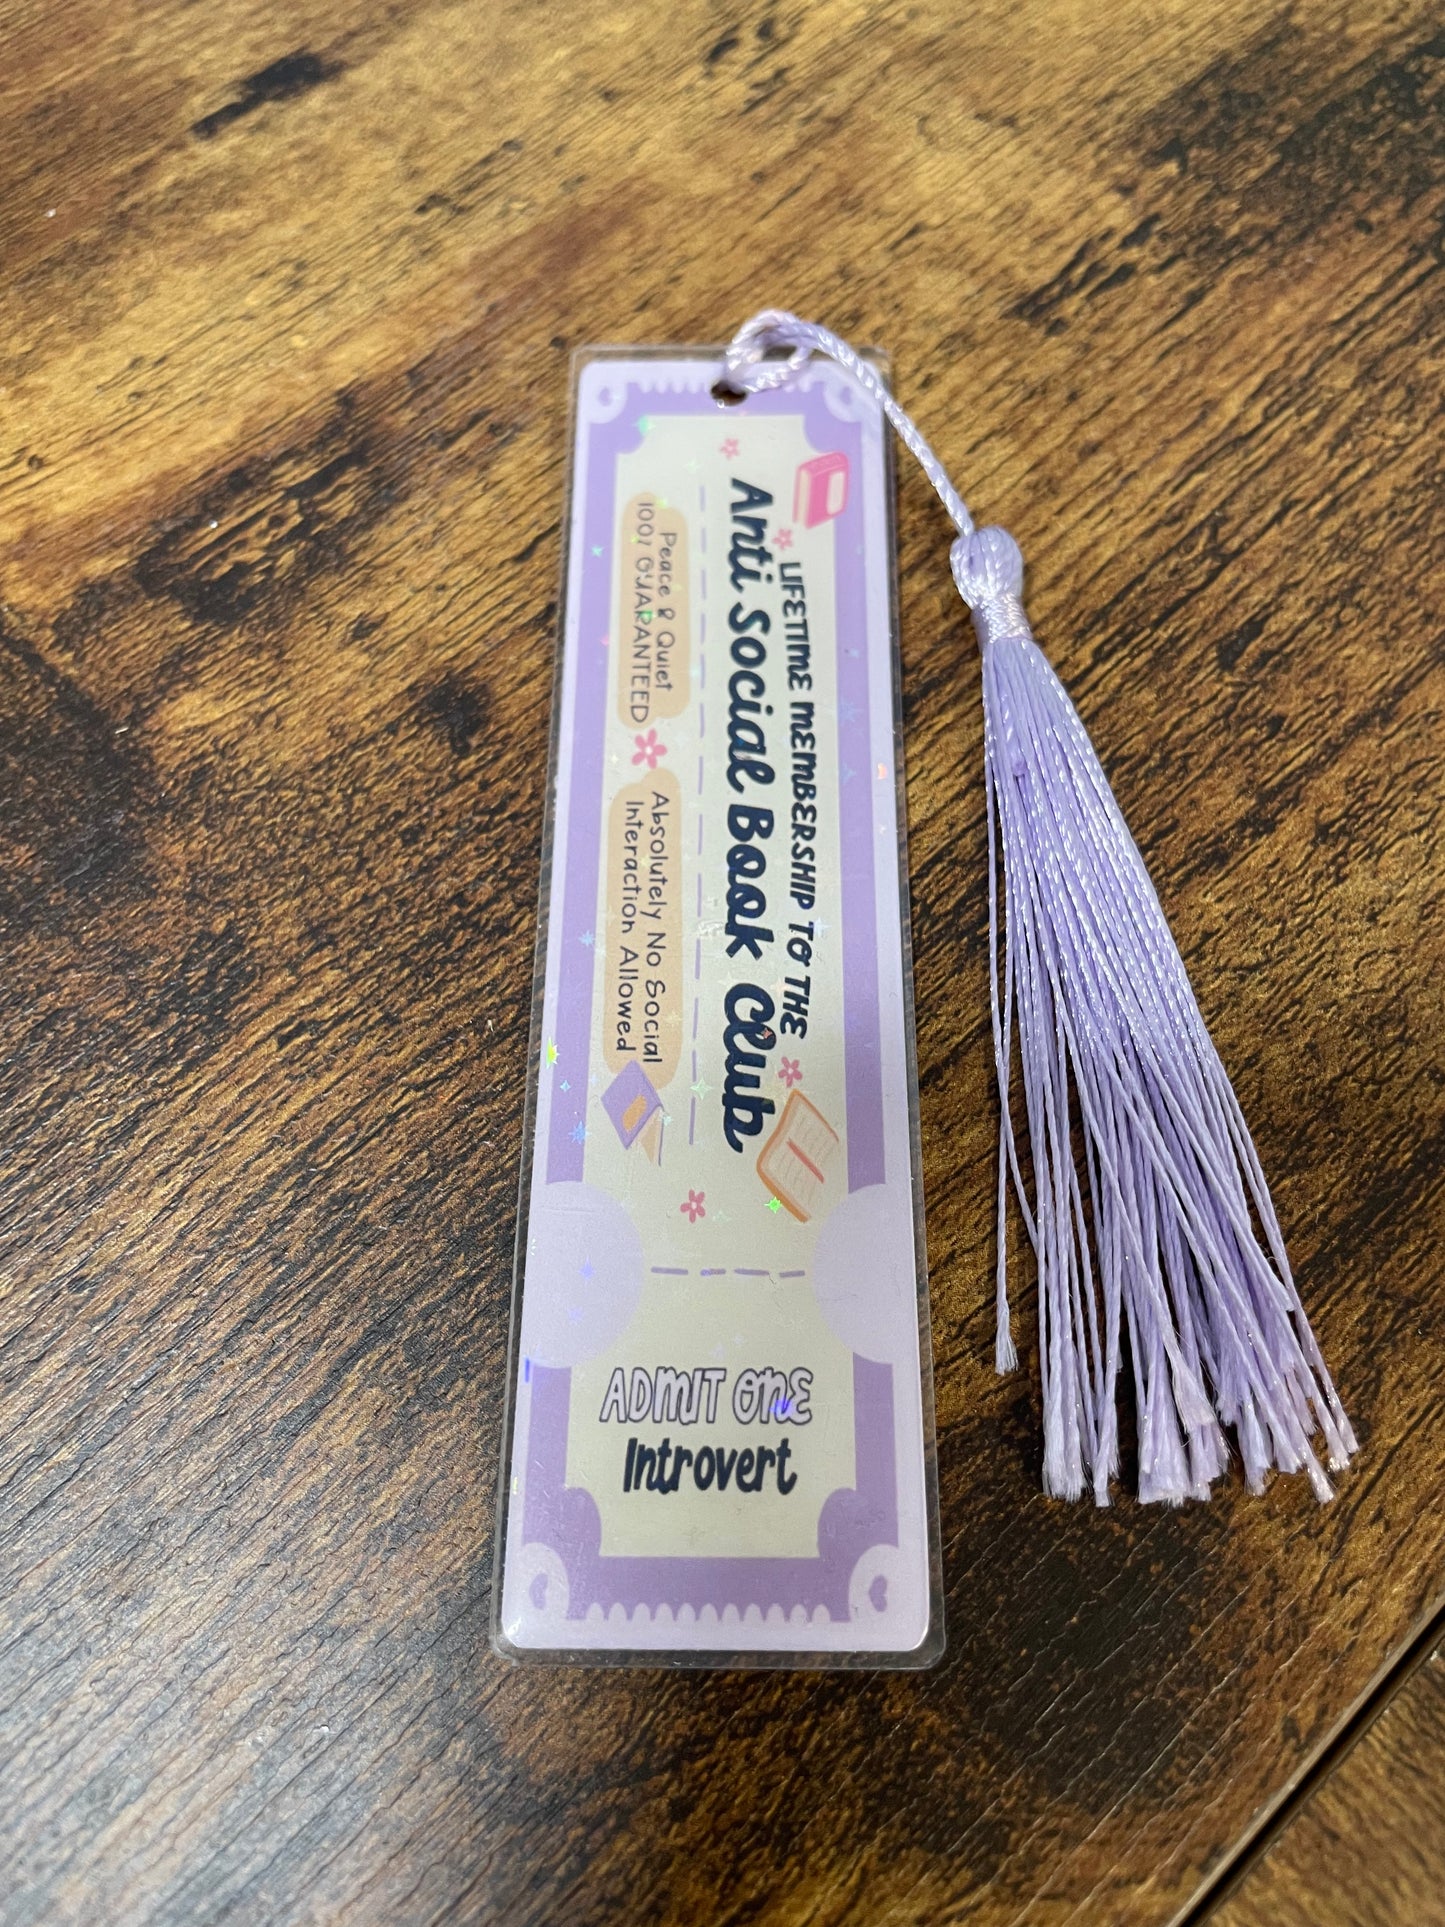 LIFETIME MEMBERSHIP TO THE
Anti Social Book Club
Peace & Quiet
100% GUARANTEED
Absolutely No Social
Interaction Allowed
ADMIT ONE
Introvert